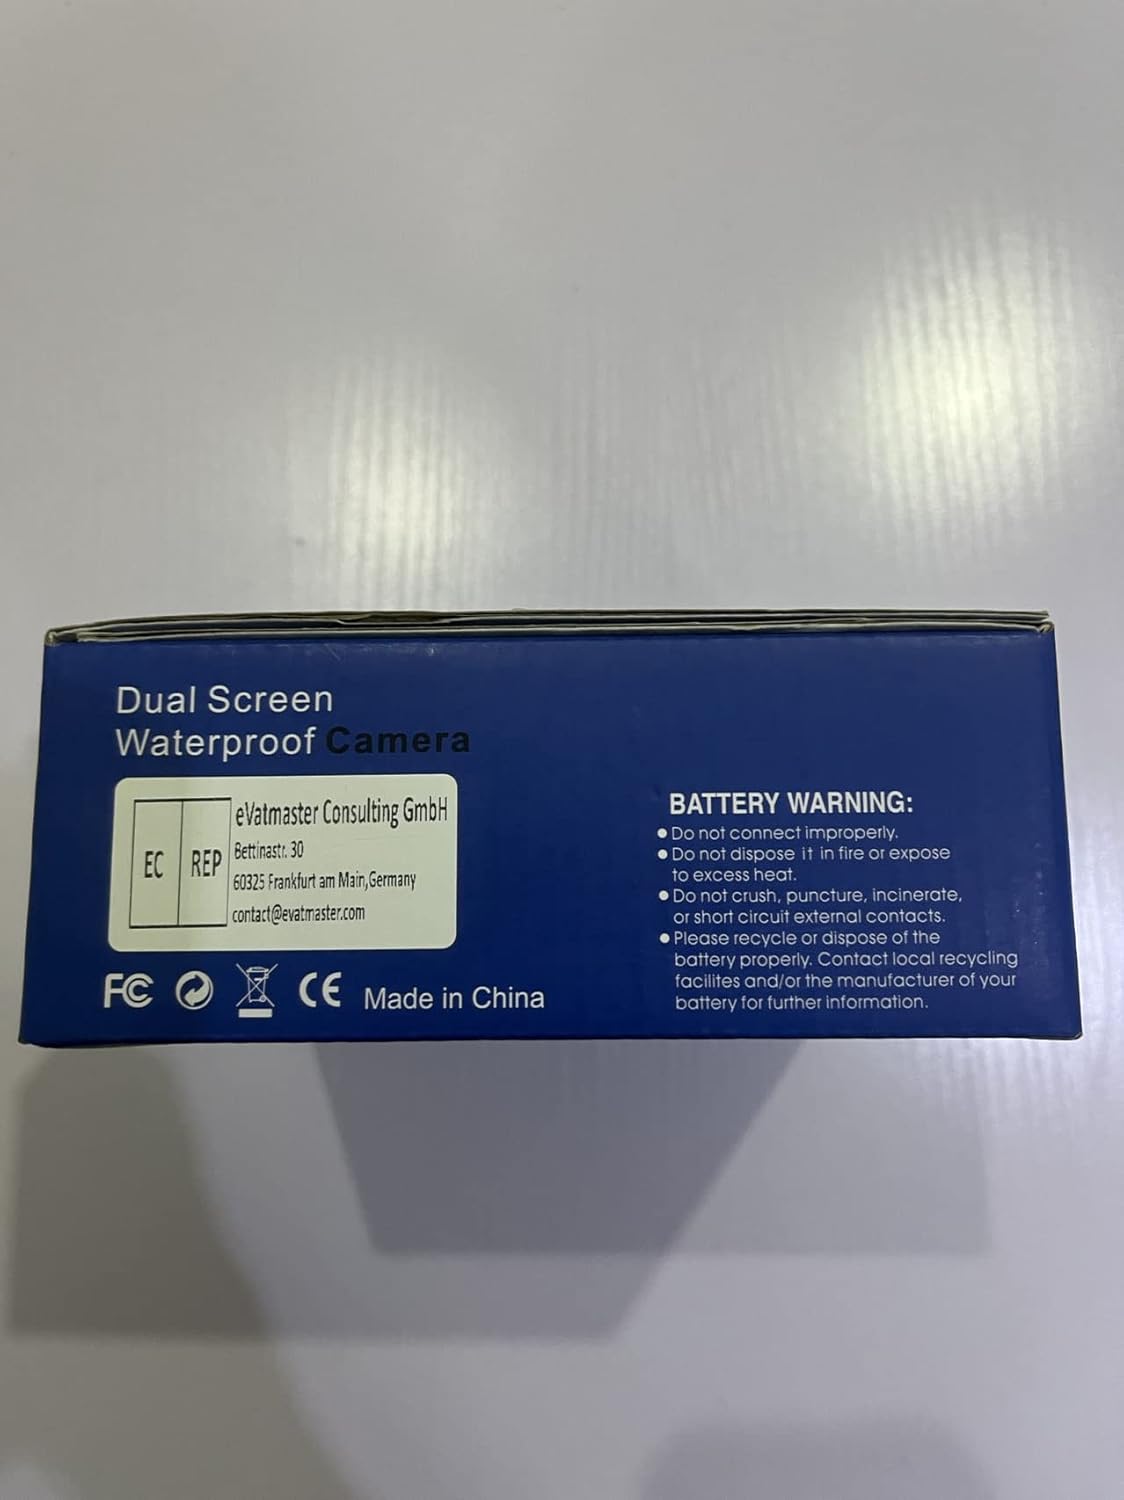 Dual Screen
Waterproof Camera
EC REP
eVatmaster Consulting GmbH
Bettinastr. 30
60325 Frankfurt am Main,Germany
contact@evatmaster.com
FC CE Made in China
BATTERY WARNING:
● Do not connect improperly.
● Do not dispose it in fire or expose
to excess heat.
● Do not crush, puncture, incinerate,
or short circuit external contacts.
● Please recycle or dispose of the
battery properly. Contact local recycling
facilites and/or the manufacturer of your
battery for further information.